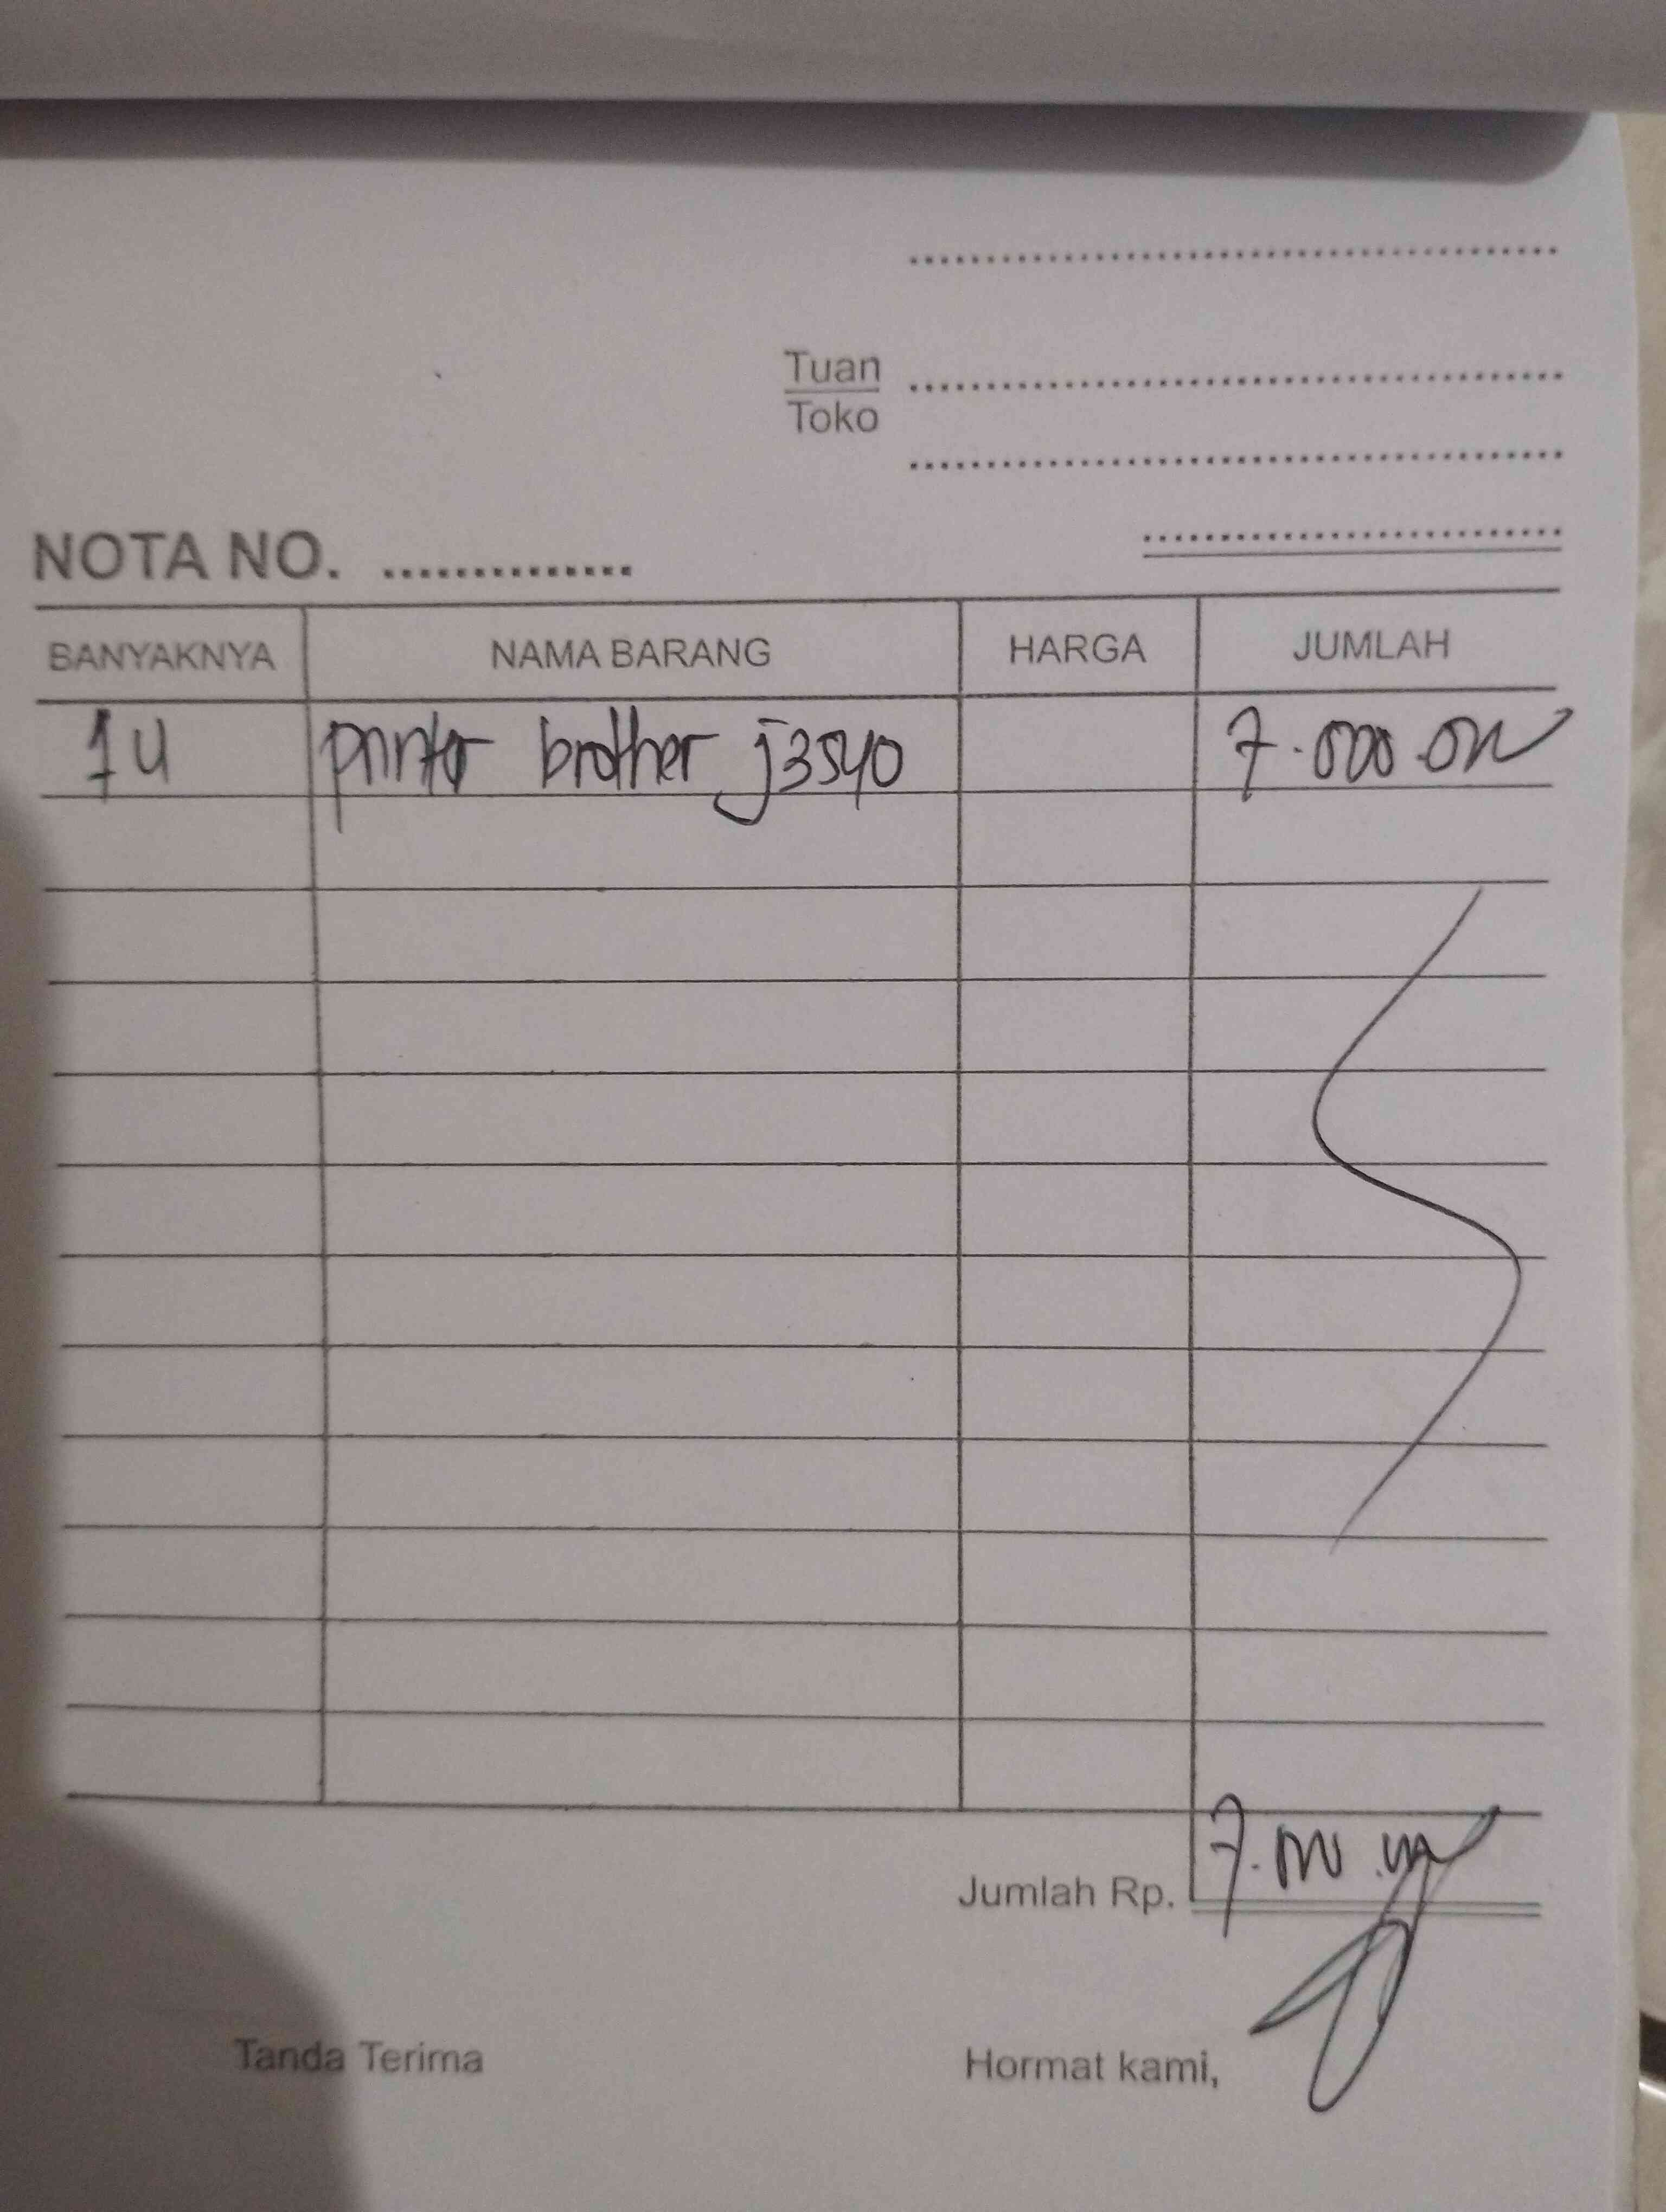 Tuan
Toko
NOTA NO. ..............
BANYAKNYA NAMA BARANG HARGA JUMLAH
1 U printer brother j3540 7.000.000
Jumlah Rp. 7.000.000
Tanda Terima Hormat kami,